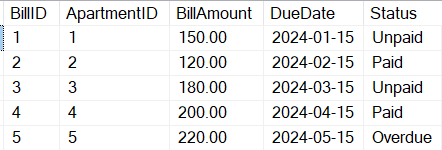 BillID ApartmentID BillAmount DueDate Status
1 1 150.00 2024-01-15 Unpaid
2 2 120.00 2024-02-15 Paid
3 3 180.00 2024-03-15 Unpaid
4 4 200.00 2024-04-15 Paid
5 5 220.00 2024-05-15 Overdue